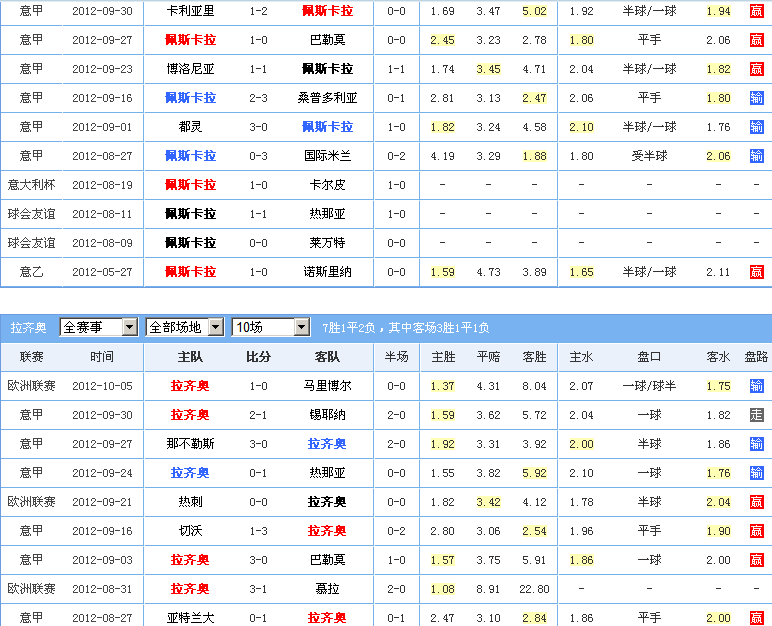 意甲 2012-09-30 卡利亚里 1-2 佩斯卡拉 0-0 1.69 3.47 5.02 1.92 半球/一球 1.94 赢
意甲 2012-09-27 佩斯卡拉 1-0 巴勒莫 0-0 2.45 3.23 2.78 1.80 平手 2.06 赢
意甲 2012-09-23 博洛尼亚 1-1 佩斯卡拉 1-1 1.74 3.45 4.71 2.04 半球/一球 1.82 赢
意甲 2012-09-16 佩斯卡拉 2-3 桑普多利亚 0-1 2.81 3.13 2.47 2.06 平手 1.80 输
意甲 2012-09-01 都灵 3-0 佩斯卡拉 1-0 1.82 3.24 4.58 2.10 半球/一球 1.76 输
意甲 2012-08-27 佩斯卡拉 0-3 国际米兰 0-2 4.19 3.29 1.88 1.80 受半球 2.06 输
意大利杯 2012-08-19 佩斯卡拉 1-0 卡尔皮 1-0 - - - - - -
球会友谊 2012-08-11 佩斯卡拉 1-1 热那亚 1-0 - - - - - -
球会友谊 2012-08-09 佩斯卡拉 0-0 莱万特 0-0 - - - - - -
意乙 2012-05-27 佩斯卡拉 1-0 诺斯里纳 0-0 1.59 4.73 3.89 1.65 半球/一球 2.11 赢
拉齐奥 全赛事 全部场地 10场 7胜1平2负，其中客场3胜1平1负
联赛 时间 主队 比分 客队 半场 主胜 平赔 客胜 主水 盘口 客水 盘路
欧洲联赛 2012-10-05 拉齐奥 1-0 马里博尔 0-0 1.37 4.31 8.04 2.07 一球/球半 1.75 输
意甲 2012-09-30 拉齐奥 2-1 锡耶纳 2-0 1.59 3.62 5.72 2.04 一球 1.82 走
意甲 2012-09-27 那不勒斯 3-0 拉齐奥 2-0 1.92 3.31 3.92 2.00 半球 1.86 输
意甲 2012-09-24 拉齐奥 0-1 热那亚 0-0 1.55 3.82 5.92 2.10 一球 1.76 输
欧洲联赛 2012-09-21 热刺 0-0 拉齐奥 0-0 1.82 3.42 4.12 1.78 半球 2.04 赢
意甲 2012-09-16 切沃 1-3 拉齐奥 0-2 2.80 3.06 2.54 1.96 平手 1.90 赢
意甲 2012-09-03 拉齐奥 3-0 巴勒莫 1-0 1.57 3.75 5.91 1.86 一球 2.00 赢
欧洲联赛 2012-08-31 拉齐奥 3-1 慕拉 2-0 1.08 8.91 22.80 - - - -
意甲 2012-08-27 亚特兰大 0-1 拉齐奥 0-1 2.47 3.10 2.84 1.86 平手 2.00 赢